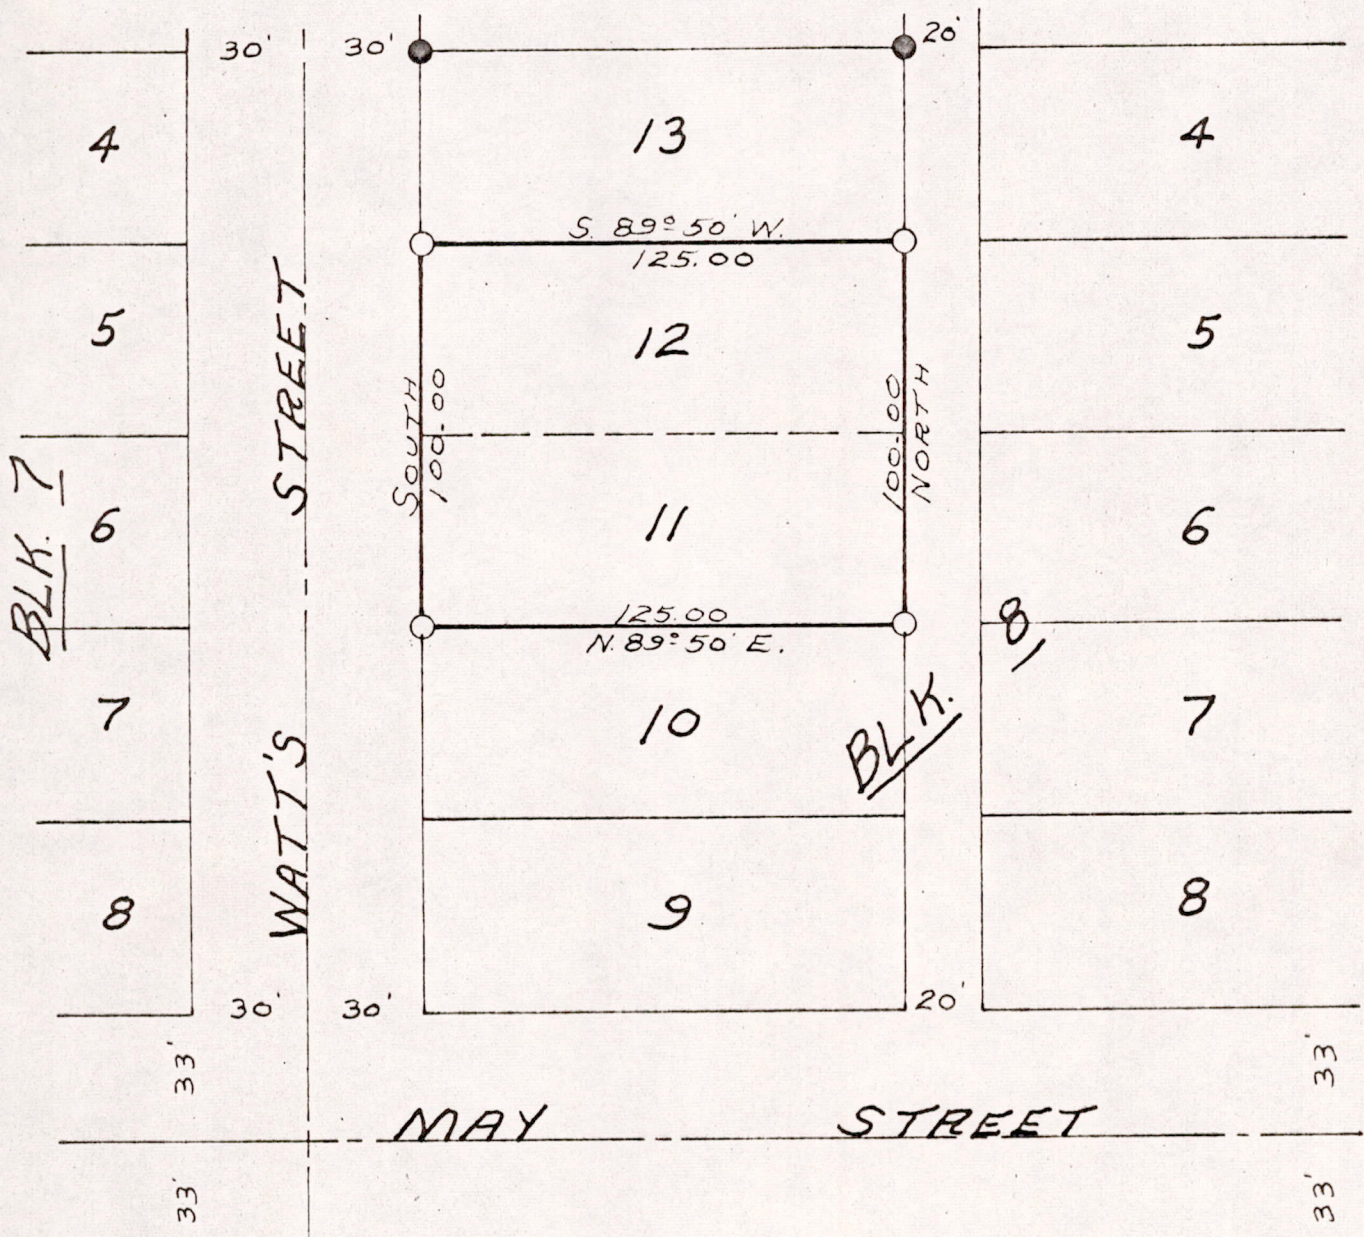 30' 30' 20'
4 13 4
S. 89° 50' W.
125.00
5 12 5
SOUTH
100.00
100.00
NORTH
BLK. 7
6 11 6
125.00
N. 89° 50' E.
WATT'S STREET
7 10 7
BLK. 8
8 9 8
30' 30' 20'
33' 33'
MAY STREET
33' 33'